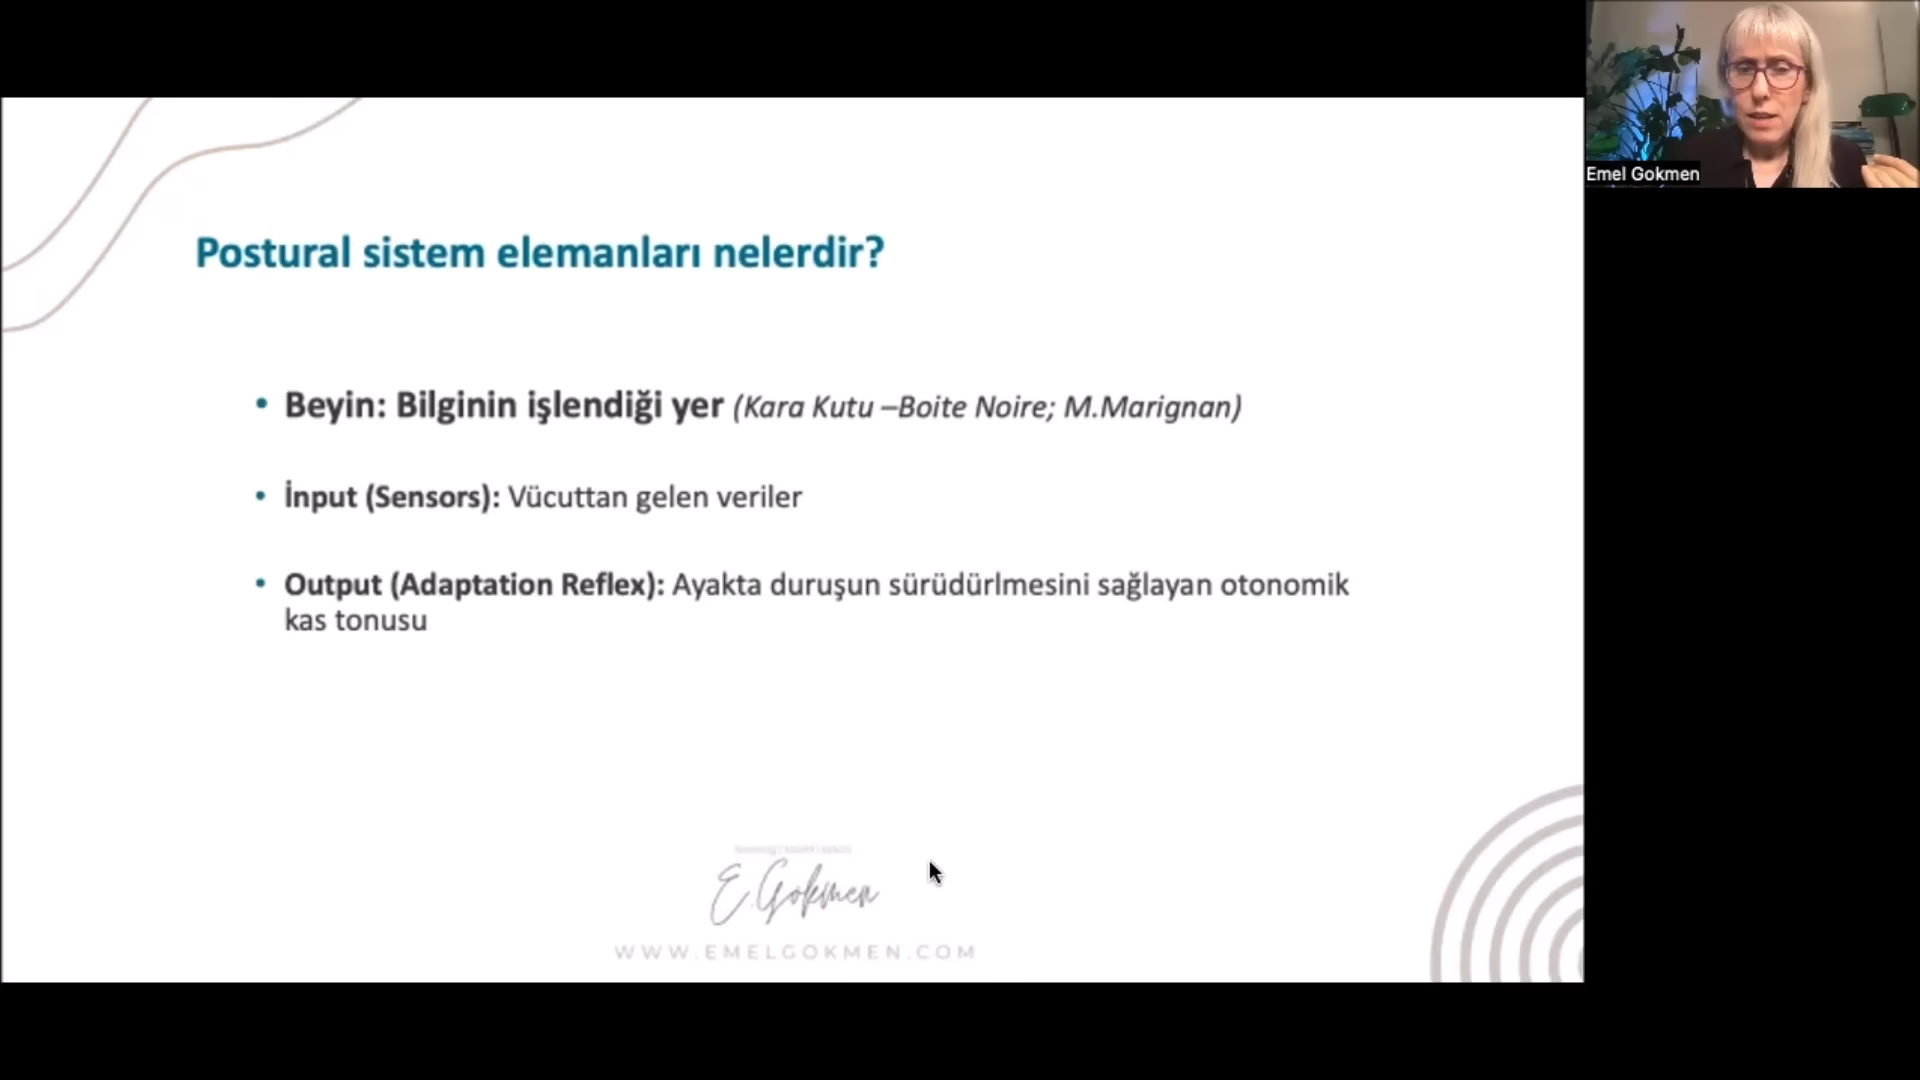 Emel Gokmen
Postural sistem elemanları nelerdir?
• Beyin: Bilginin işlendiği yer (Kara Kutu –Boite Noire; M.Marignan)
• İnput (Sensors): Vücuttan gelen veriler
• Output (Adaptation Reflex): Ayakta duruşun sürüdürlmesini sağlayan otonomik
kas tonusu
E.Gökmen
WWW.EMELGOKMEN.COM